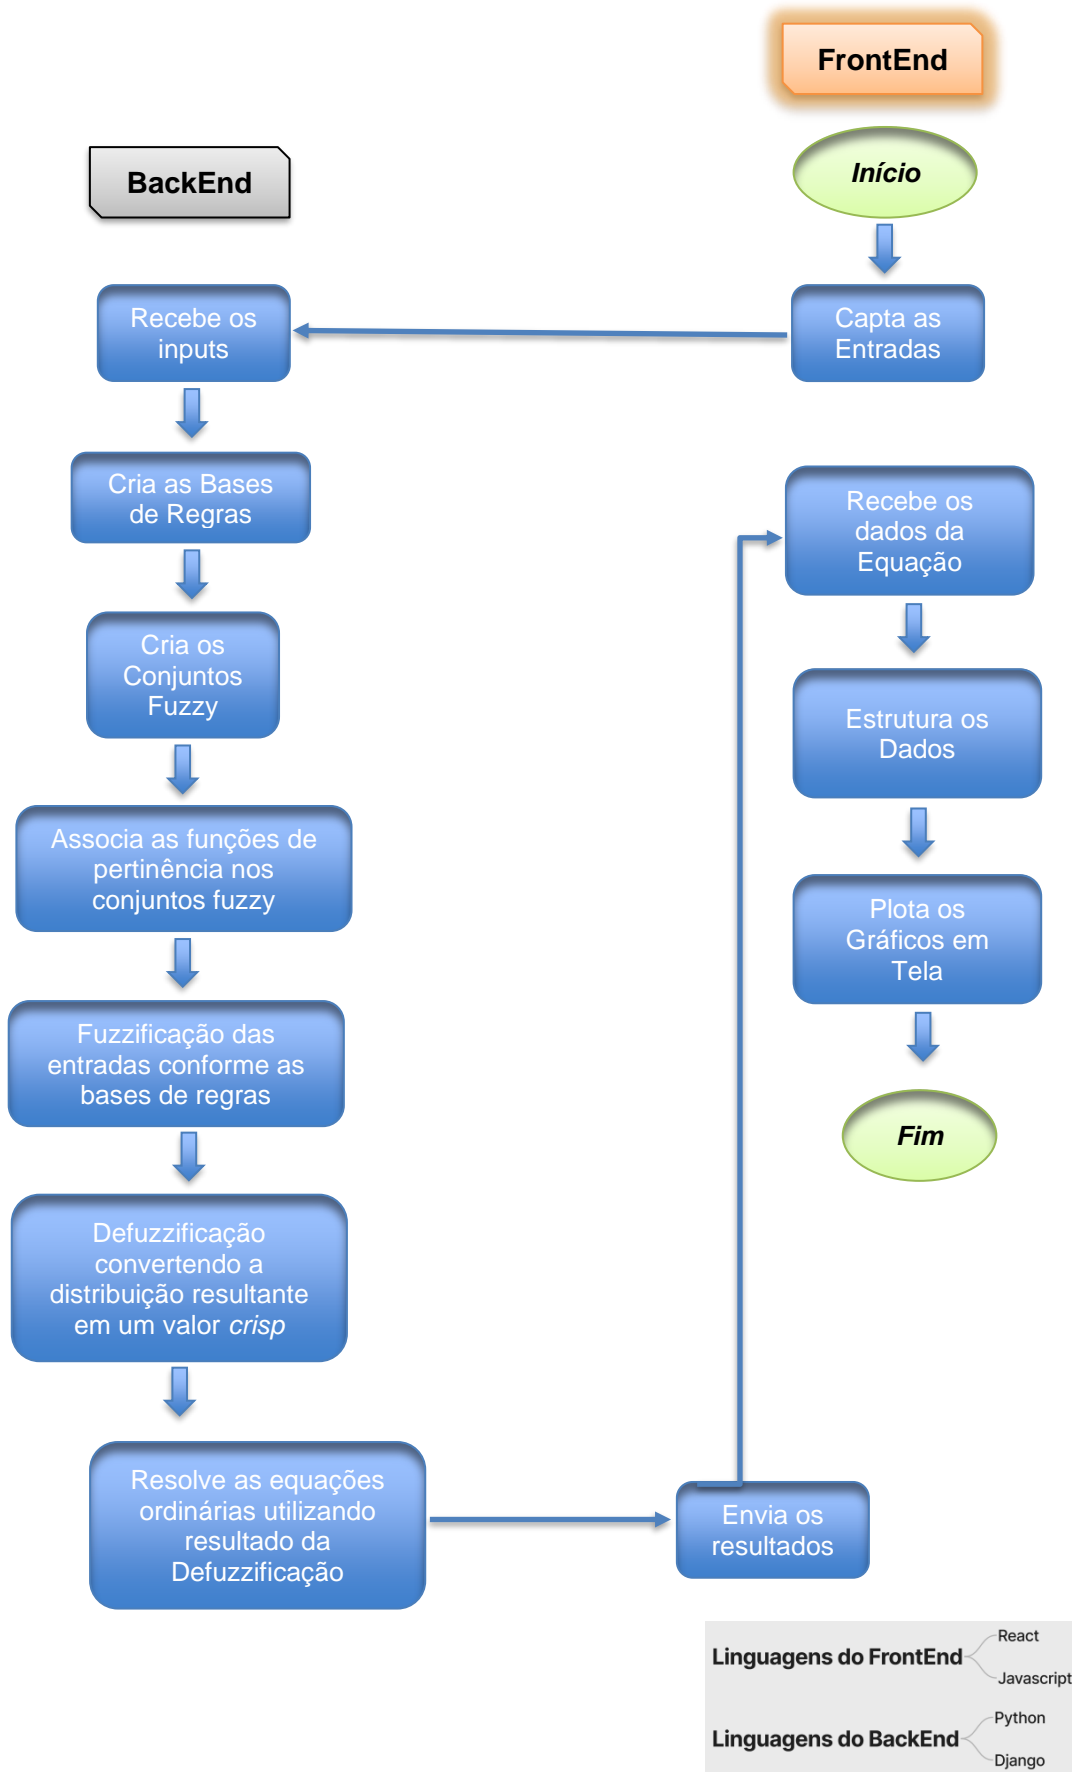 FrontEnd
Início
BackEnd
Recebe os
inputs
Capta as
Entradas
Cria as Bases
de Regras
Cria os
Conjuntos
Fuzzy
Associa as funções de
pertinência nos
conjuntos fuzzy
Fuzzificação das
entradas conforme as
bases de regras
Defuzzificação
convertendo a
distribuição resultante
em um valor crisp
Resolve as equações
ordinárias utilizando
resultado da
Defuzzificação
Envia os
resultados
Recebe os
dados da
Equação
Estrutura os
Dados
Plota os
Gráficos em
Tela
Fim
Linguagens do FrontEnd
React
Javascript
Linguagens do BackEnd
Python
Django